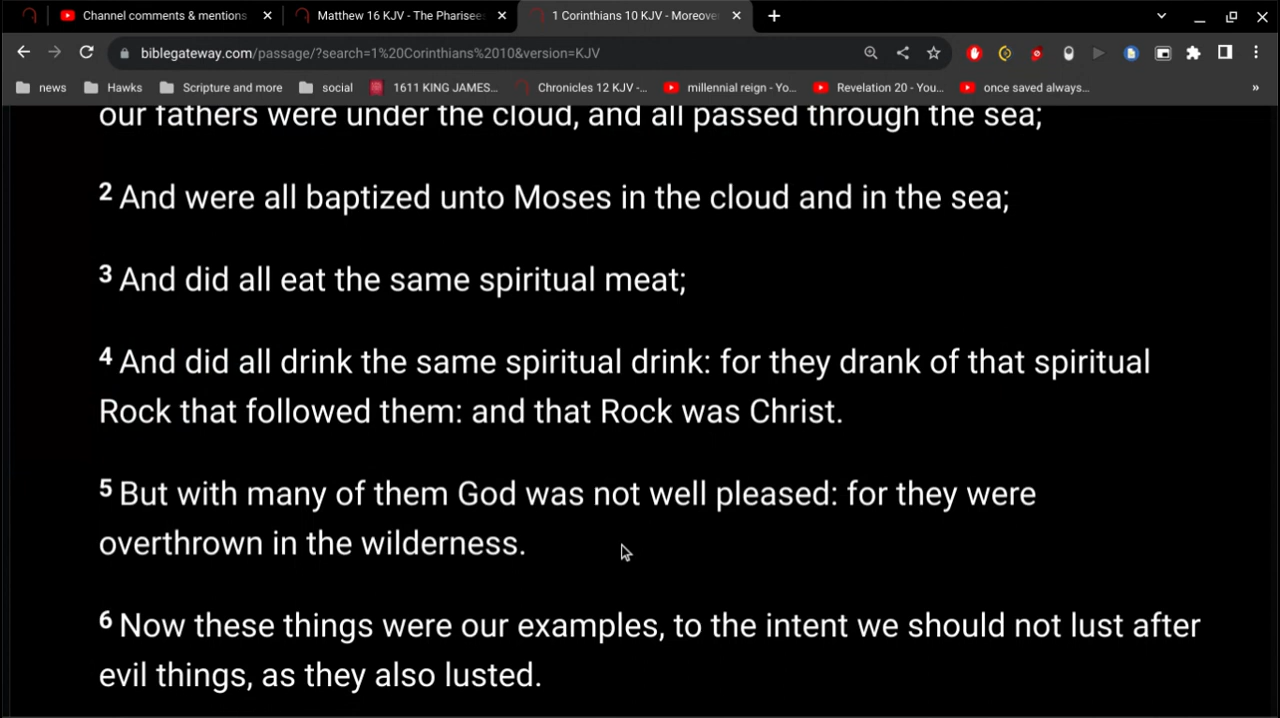 Channel comments & mentions
Matthew 16 KJV - The Pharisee
1 Corinthians 10 KJV - Moreove
biblegateway.com/passage/?search=1%20Corinthians%2010&version=KJV
news Hawks Scripture and more social 1611 KING JAMES... Chronicles 12 KJV -... millennial reign - Yo... Revelation 20 - You... once saved always... »
our fathers were under the cloud, and all passed through the sea;
2 And were all baptized unto Moses in the cloud and in the sea;
3 And did all eat the same spiritual meat;
4 And did all drink the same spiritual drink: for they drank of that spiritual
Rock that followed them: and that Rock was Christ.
5 But with many of them God was not well pleased: for they were
overthrown in the wilderness.
6 Now these things were our examples, to the intent we should not lust after
evil things, as they also lusted.